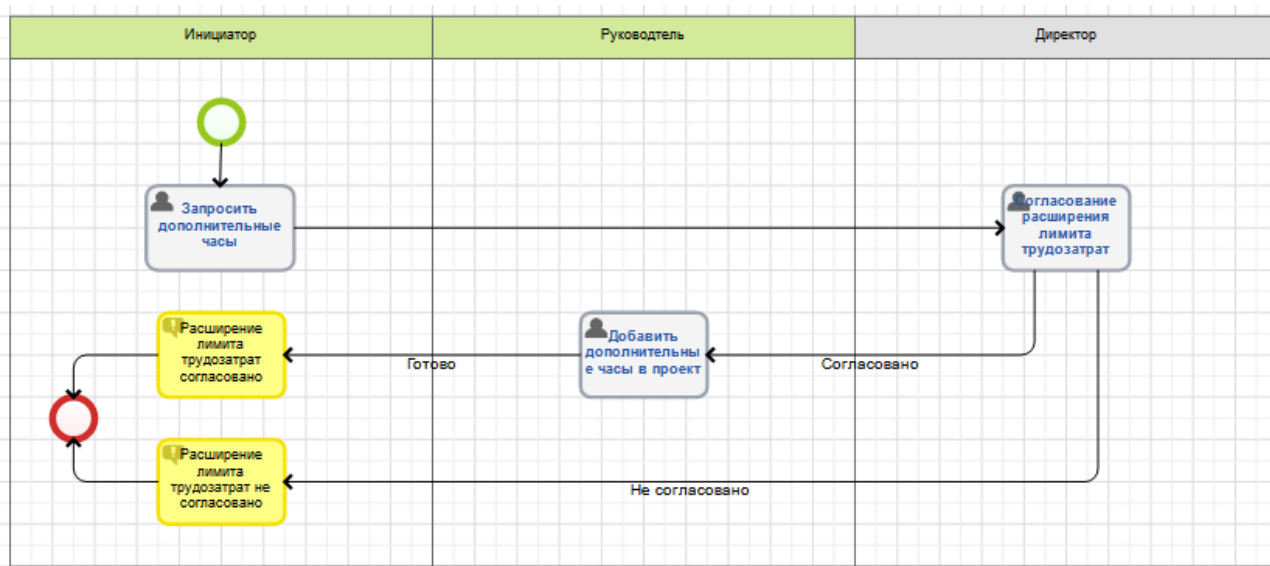 Инициатор
Руководтель
Директор
Запросить
дополнительные
часы
Согласование
расширения
лимита
трудозатрат
Расширение
лимита
трудозатрат
согласовано
Готово
Добавить
дополнительны
е часы в проект
Согласовано
Расширение
лимита
трудозатрат не
согласовано
Не согласовано